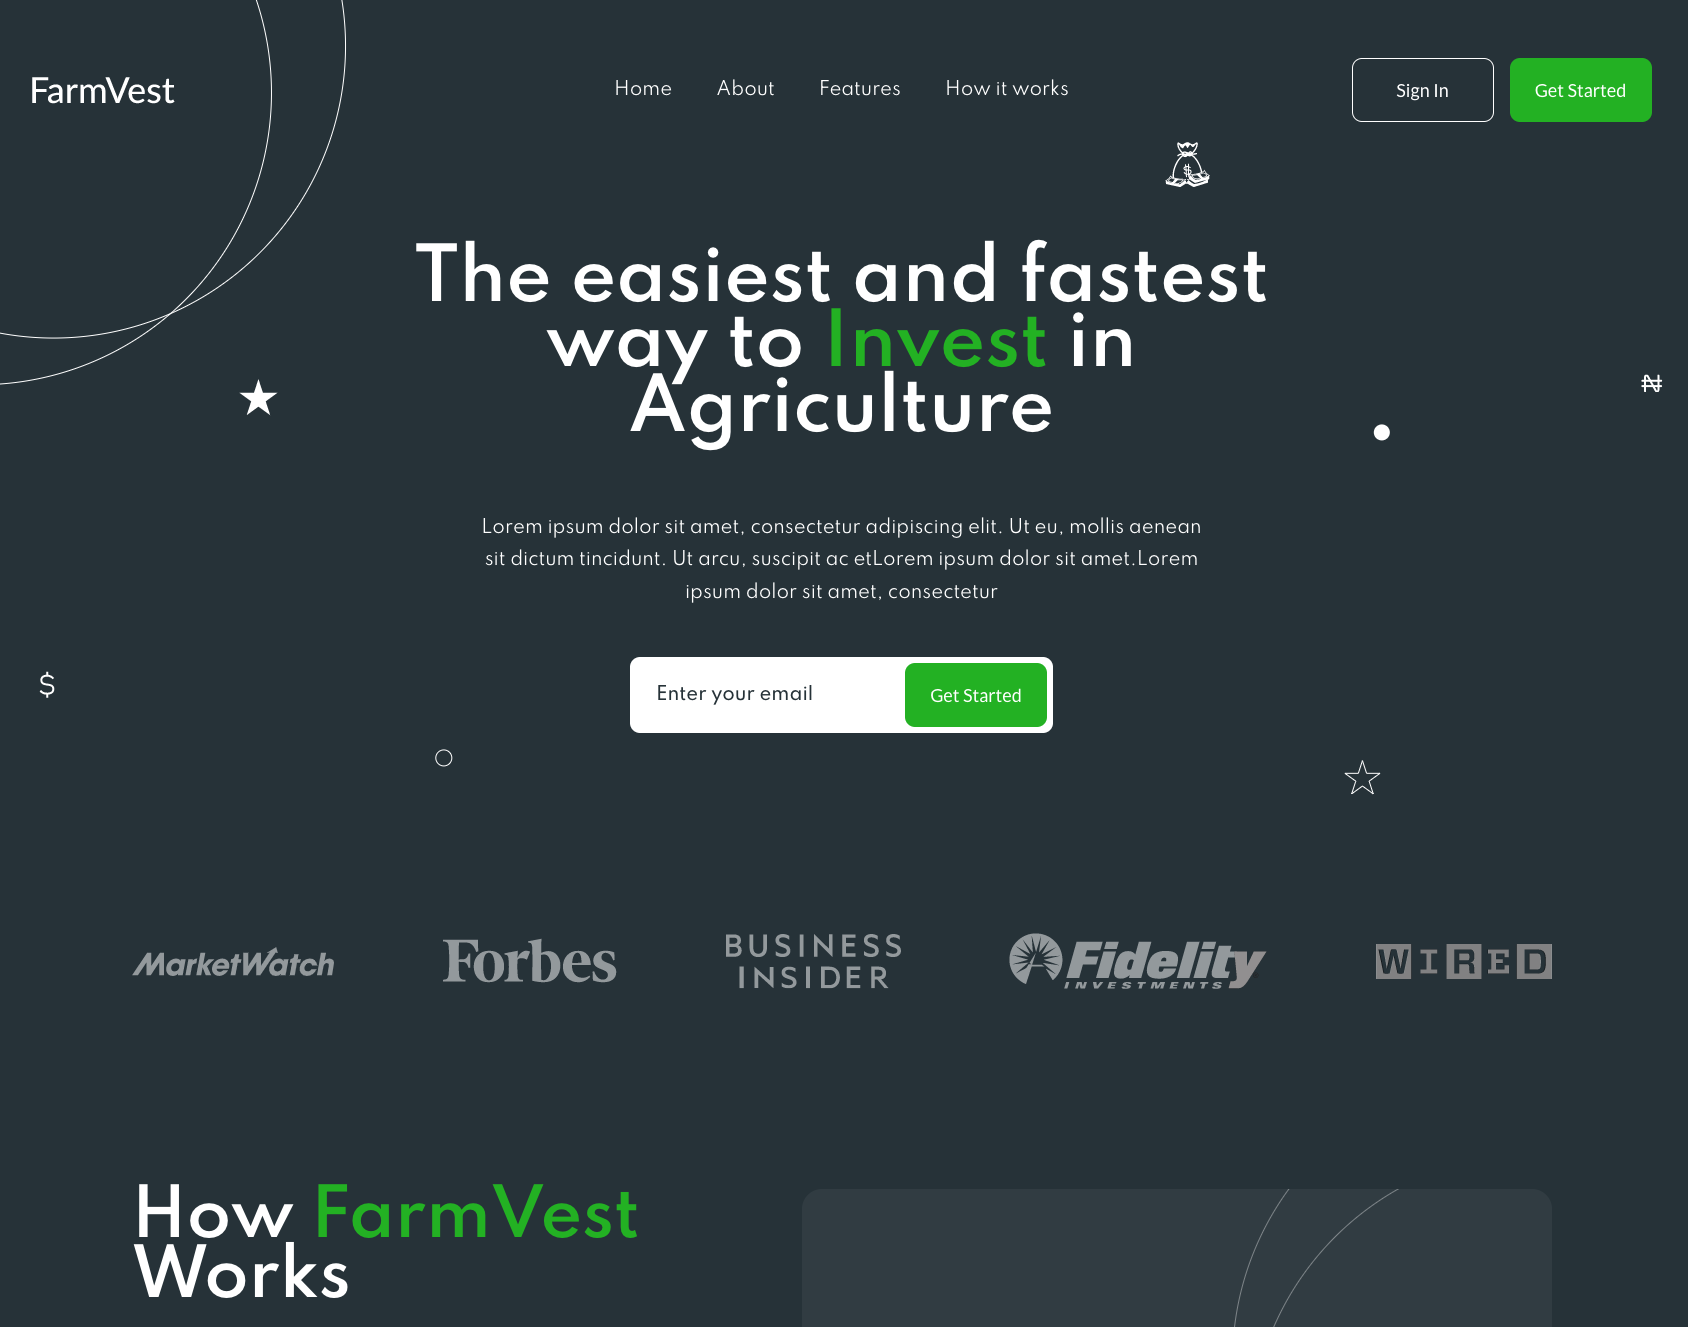 FarmVest
Home
About
Features
How it works
Sign In
Get Started
The easiest and fastest
way to Invest in
Agriculture
₦
Lorem ipsum dolor sit amet, consectetur adipiscing elit. Ut eu, mollis aenean
sit dictum tincidunt. Ut arcu, suscipit ac etLorem ipsum dolor sit amet.Lorem
ipsum dolor sit amet, consectetur
$
Enter your email
Get Started
MarketWatch
Forbes
BUSINESS
INSIDER
Fidelity
INVESTMENTS
WIRED
How FarmVest
Works